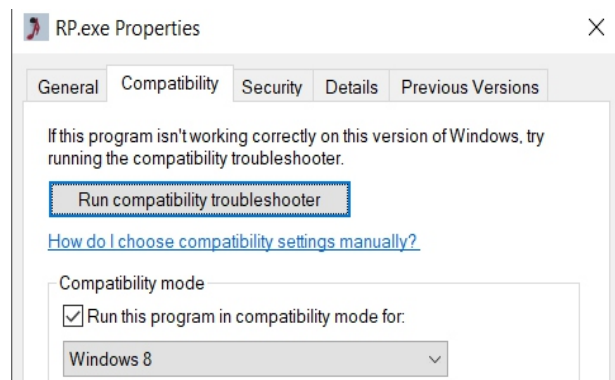 RP.exe Properties
General Compatibility Security Details Previous Versions
If this program isn't working correctly on this version of Windows, try
running the compatibility troubleshooter.
Run compatibility troubleshooter
How do I choose compatibility settings manually?
Compatibility mode
Run this program in compatibility mode for:
Windows 8